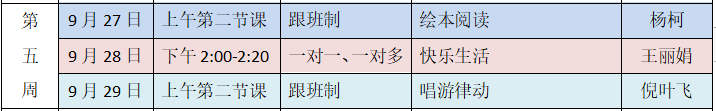 第五周
9月27日 上午第二节课 跟班制 绘本阅读 杨柯
9月28日 下午 2:00-2:20 一对一、一对多 快乐生活 王丽娟
9月29日 上午第二节课 跟班制 唱游律动 倪叶飞